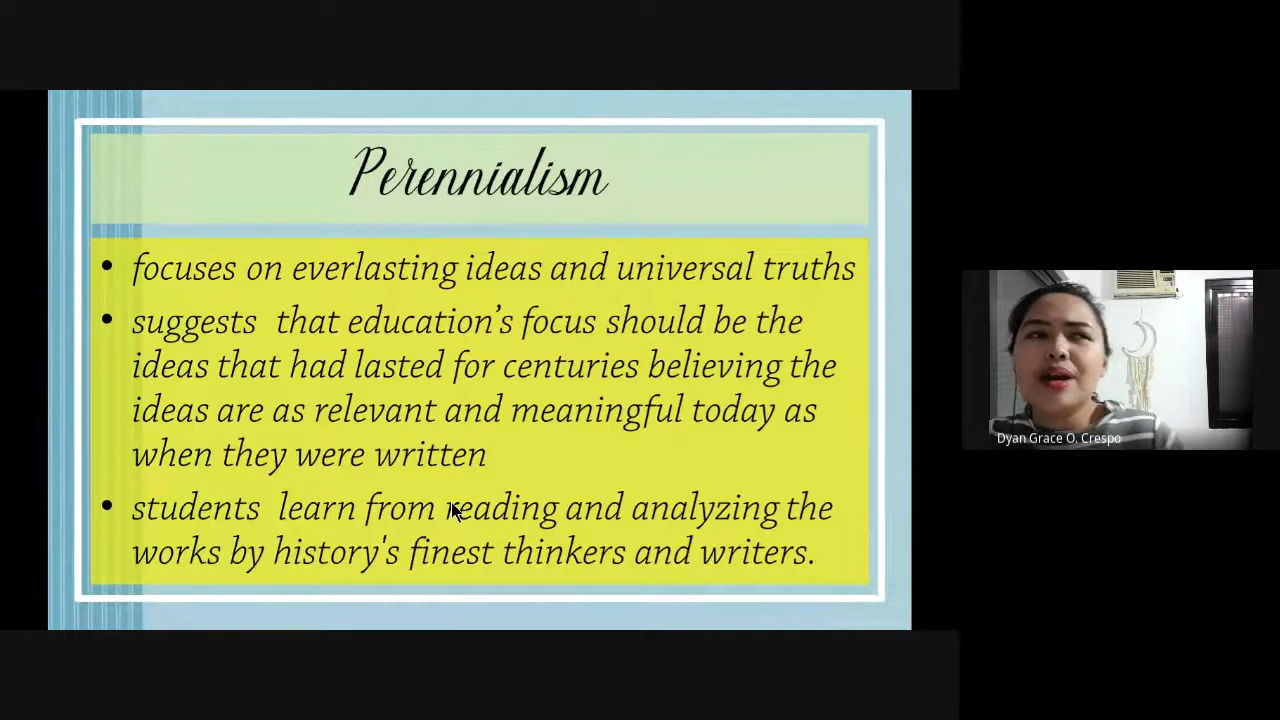 Perennialism
• focuses on everlasting ideas and universal truths
• suggests  that education’s focus should be the
ideas that had lasted for centuries believing the
ideas are as relevant and meaningful today as
when they were written
• students  learn from reading and analyzing the
works by history's finest thinkers and writers.
Dyan Grace O. Crespo